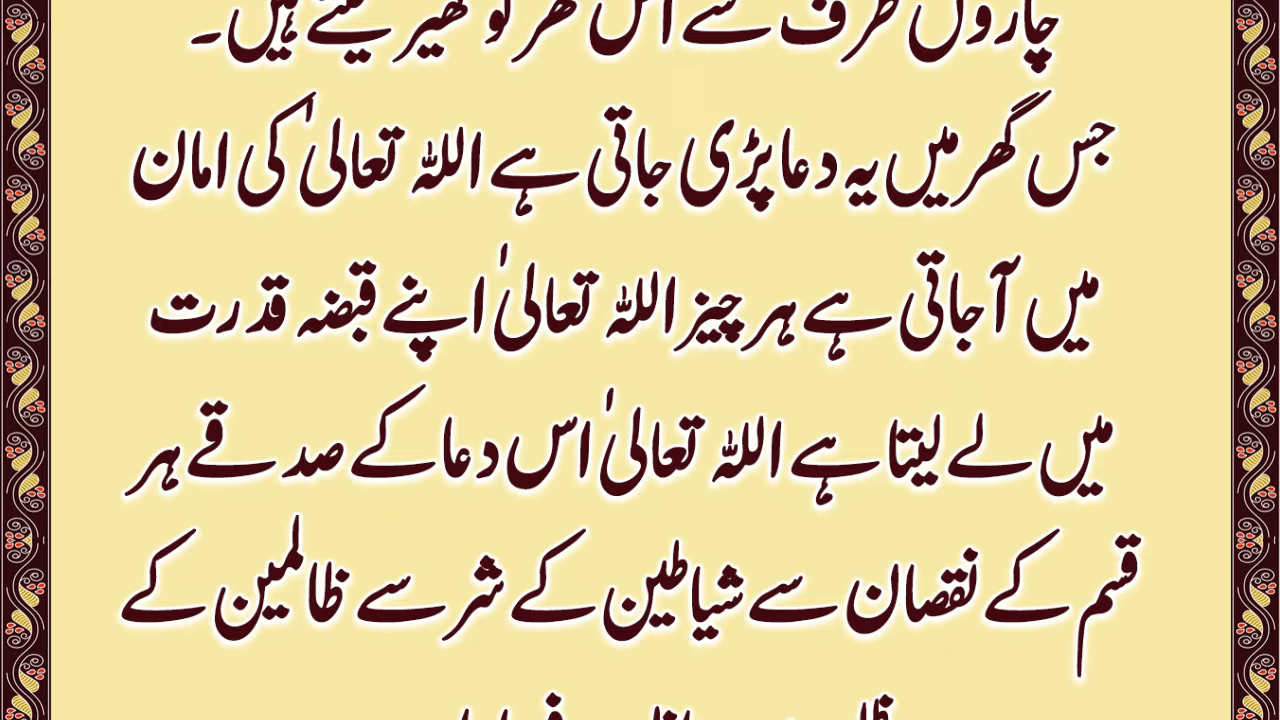 چاروں طرف سے اس گھر کو گھیر لیتے ہیں۔
جس گھر میں یہ دعا پڑی جاتی ہے اللہ تعالیٰ کی امان
میں آ جاتی ہے ہر چیز اللہ تعالیٰ اپنے قبضہ قدرت
میں لے لیتا ہے اللہ تعالیٰ اس دعا کے صدقے ہر
قسم کے نقصان سے شیاطین کے شر سے ظالمین کے